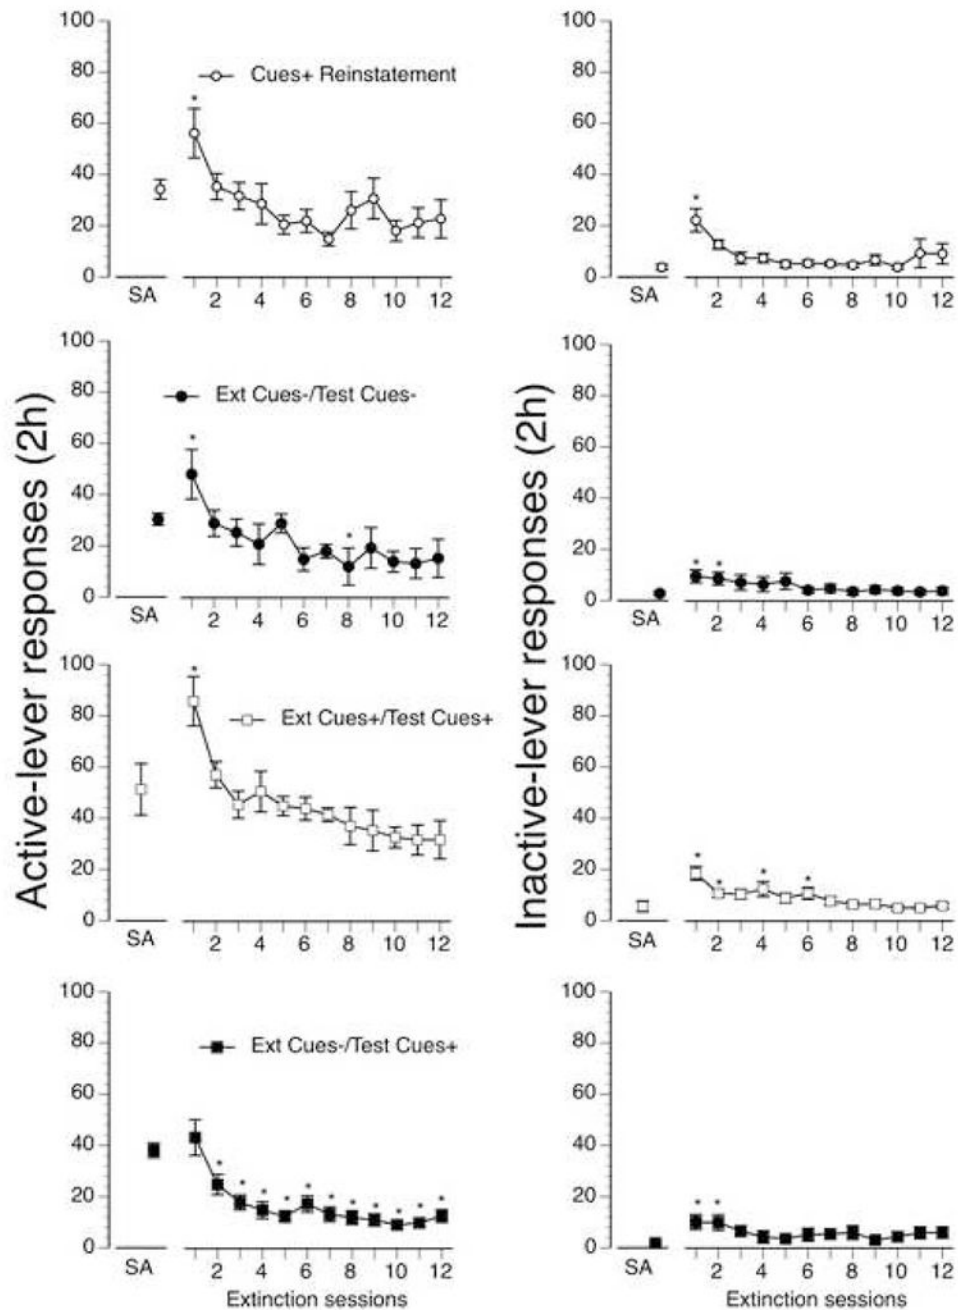 Active-lever responses (2h)
Inactive-lever responses (2h)
100
80
60
40
20
0
Cues+ Reinstatement
*
SA
2 4 6 8 10 12
100
80
60
40
20
0
*
SA
2 4 6 8 10 12
100
80
60
40
20
0
Ext Cues-/Test Cues-
* *
SA
2 4 6 8 10 12
100
80
60
40
20
0
* *
SA
2 4 6 8 10 12
100
80
60
40
20
0
Ext Cues+/Test Cues+
*
SA
2 4 6 8 10 12
100
80
60
40
20
0
* * * *
SA
2 4 6 8 10 12
100
80
60
40
20
0
Ext Cues-/Test Cues+
* * * * * * * * * * *
SA
2 4 6 8 10 12
Extinction sessions
100
80
60
40
20
0
* *
SA
2 4 6 8 10 12
Extinction sessions